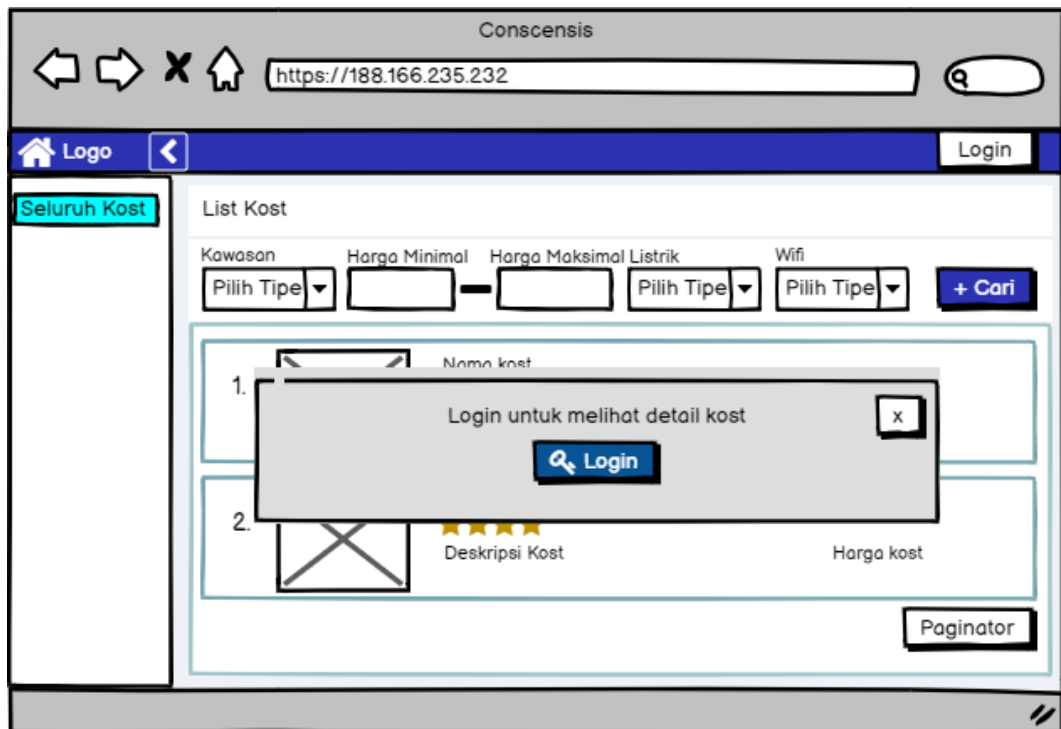 Conscensis
https://188.166.235.232
Logo
Login
Seluruh Kost
List Kost
Kawasan Harga Minimal Harga Maksimal Listrik Wifi
Pilih Tipe Pilih Tipe Pilih Tipe + Cari
1. Nama kost
Login untuk melihat detail kost x
Login
2.
Deskripsi Kost Harga kost
Paginator